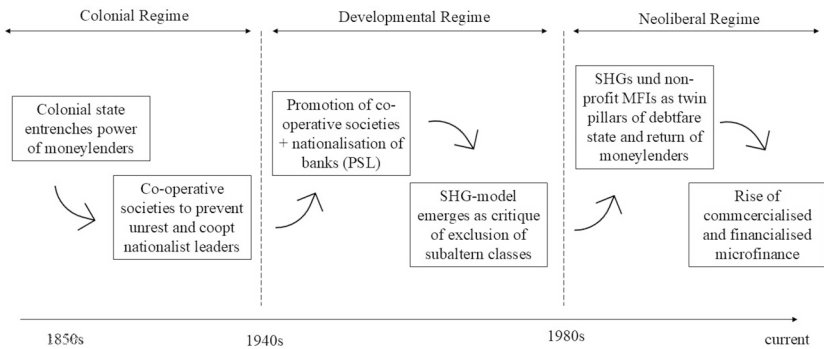 Colonial Regime
Developmental Regime
Neoliberal Regime
Colonial state
entrenches power
of moneylenders
Co-operative
societies to prevent
unrest and coopt
nationalist leaders
Promotion of co-
operative societies
+ nationalisation of
banks (PSL)
SHG-model
emerges as critique
of exclusion of
subaltern classes
SHGs und non-
profit MFIs as twin
pillars of debtfare
state and return of
moneylenders
Rise of
commercialised
and financialised
microfinance
1850s
1940s
1980s
current